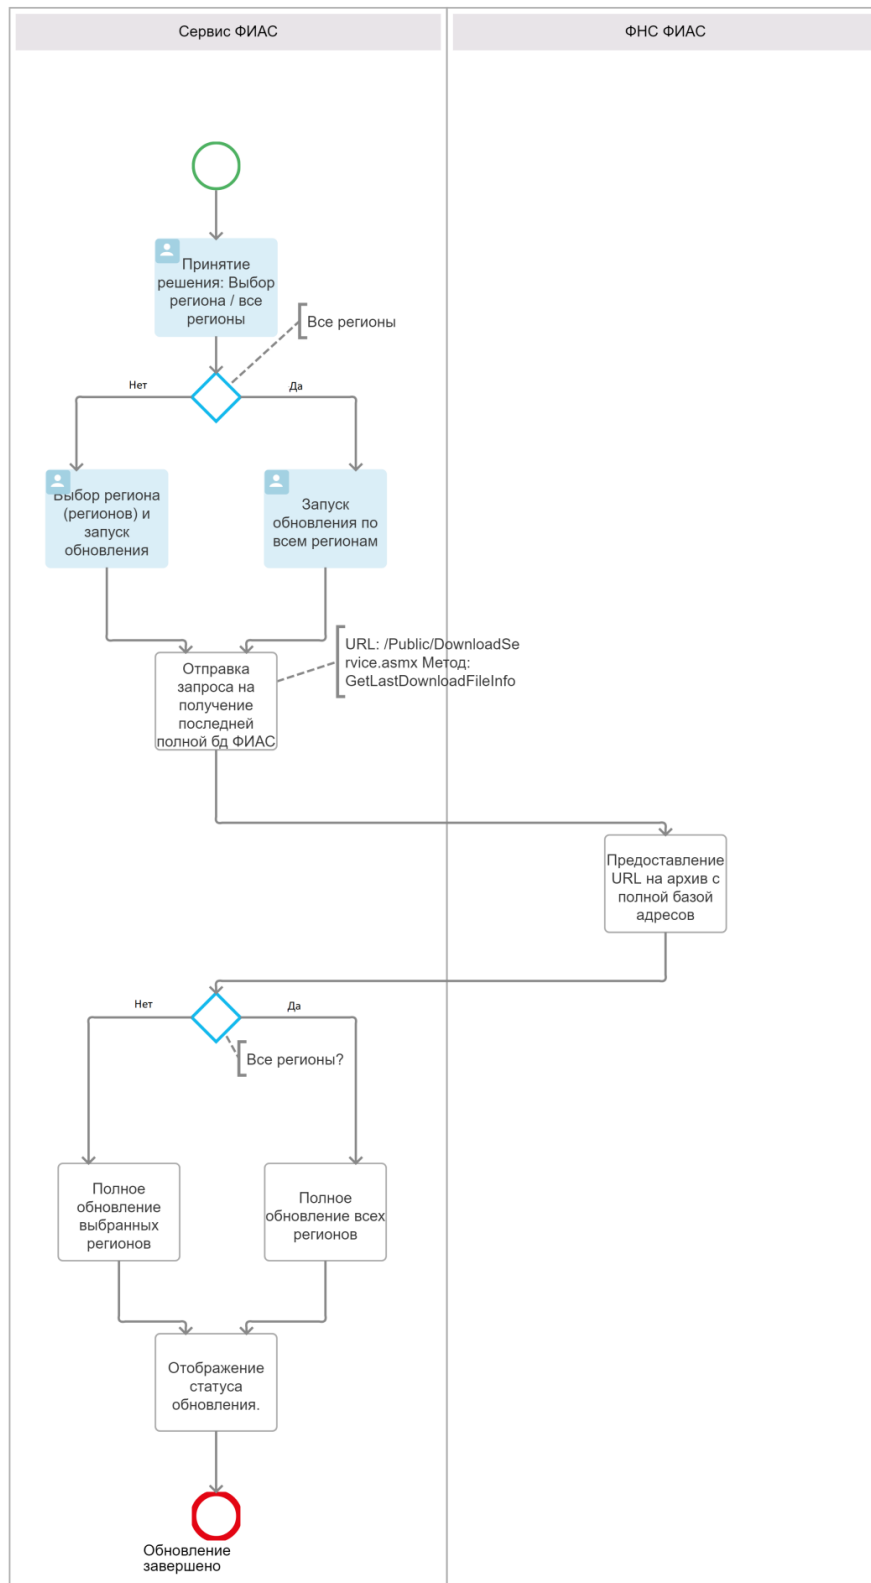 Сервис ФИАС
ФНС ФИАС
Принятие
решения: Выбор
региона / все
регионы
Все регионы
Нет
Да
Выбор региона
(регионов) и
запуск
обновления
Запуск
обновления по
всем регионам
URL: /Public/DownloadSe
rvice.asmx Метод:
GetLastDownloadFileInfo
Отправка
запроса на
получение
последней
полной бд ФИАС
Предоставление
URL на архив с
полной базой
адресов
Нет
Да
Все регионы?
Полное
обновление
выбранных
регионов
Полное
обновление всех
регионов
Отображение
статуса
обновления.
Обновление
завершено